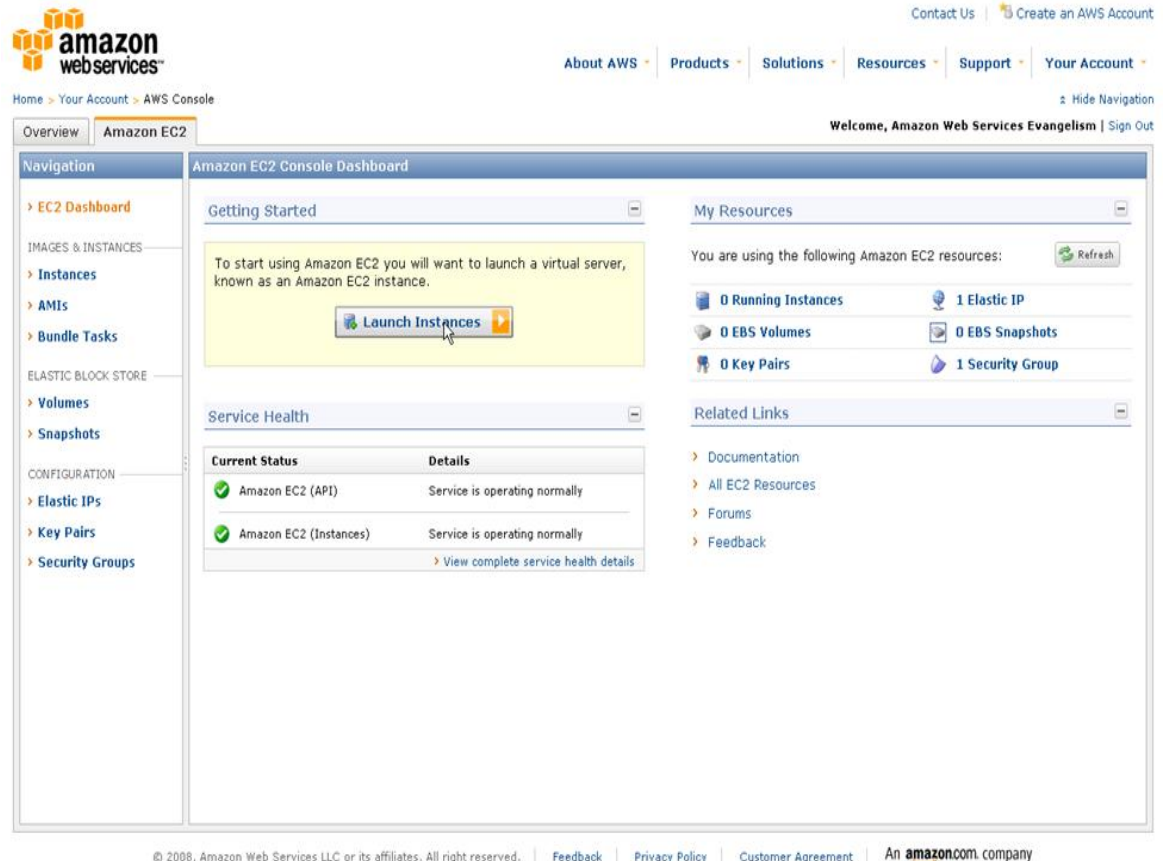 Contact Us | Create an AWS Account
amazon
webservices™
About AWS Products Solutions Resources Support Your Account
Home > Your Account > AWS Console
Hide Navigation
Overview Amazon EC2
Welcome, Amazon Web Services Evangelism | Sign Out
Navigation
> EC2 Dashboard
IMAGES & INSTANCES
> Instances
> AMIs
> Bundle Tasks
ELASTIC BLOCK STORE
> Volumes
> Snapshots
CONFIGURATION
> Elastic IPs
> Key Pairs
> Security Groups
Amazon EC2 Console Dashboard
Getting Started
To start using Amazon EC2 you will want to launch a virtual server,
known as an Amazon EC2 instance.
Launch Instances
Service Health
Current Status Details
Amazon EC2 (API) Service is operating normally
Amazon EC2 (Instances) Service is operating normally
> View complete service health details
My Resources
You are using the following Amazon EC2 resources:
Refresh
0 Running Instances 1 Elastic IP
0 EBS Volumes 0 EBS Snapshots
0 Key Pairs 1 Security Group
Related Links
> Documentation
> All EC2 Resources
> Forums
> Feedback
© 2008, Amazon Web Services LLC or its affiliates. All right reserved. | Feedback | Privacy Policy | Customer Agreement | An amazon.com. company